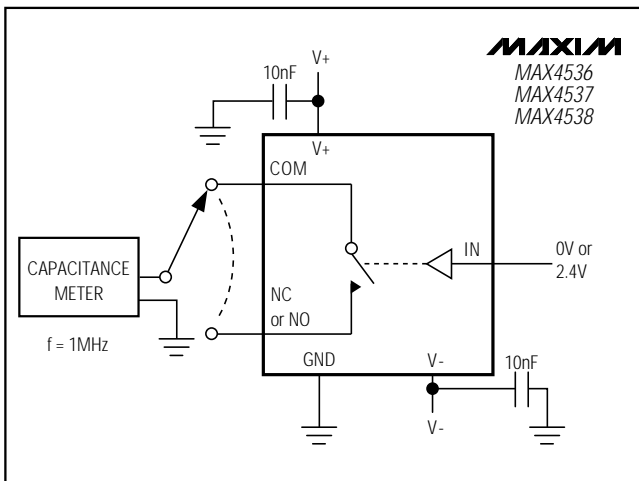 MAXIM
MAX4536
MAX4537
MAX4538
V+
10nF
V+
COM
IN
0V or
2.4V
CAPACITANCE
METER
f = 1MHz
NC
or NO
GND
V-
10nF
V-